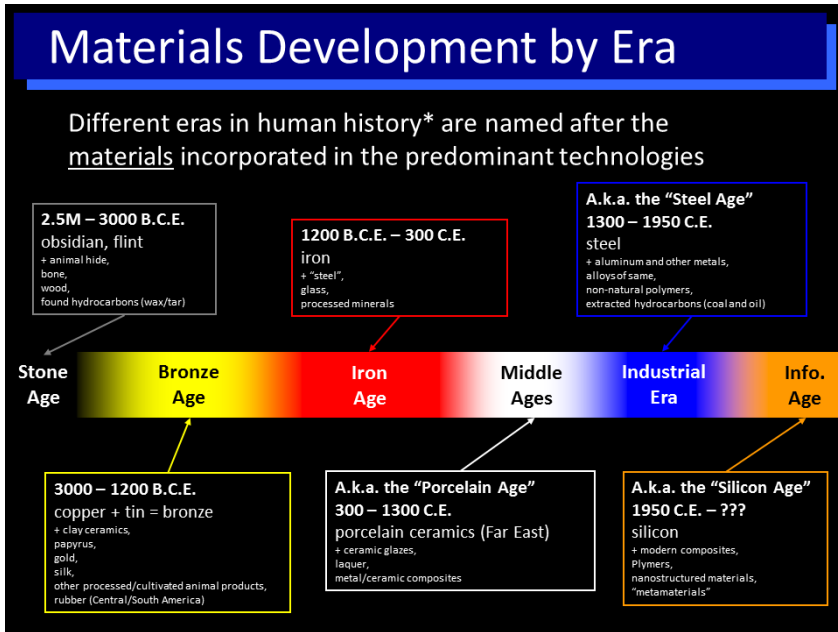 Materials Development by Era
Different eras in human history* are named after the
materials incorporated in the predominant technologies
2.5M – 3000 B.C.E.
obsidian, flint
+ animal hide,
bone,
wood,
found hydrocarbons (wax/tar)
1200 B.C.E. – 300 C.E.
iron
+ "steel",
glass,
processed minerals
A.k.a. the "Steel Age"
1300 – 1950 C.E.
steel
+ aluminum and other metals,
alloys of same,
non-natural polymers,
extracted hydrocarbons (coal and oil)
Stone
Age
Bronze
Age
Iron
Age
Middle
Ages
Industrial
Era
Info.
Age
3000 – 1200 B.C.E.
copper + tin = bronze
+ clay ceramics,
papyrus,
gold,
silk,
other processed/cultivated animal products,
rubber (Central/South America)
A.k.a. the "Porcelain Age"
300 - 1300 C.E.
porcelain ceramics (Far East)
+ ceramic glazes,
laquer,
metal/ceramic composites
A.k.a. the "Silicon Age"
1950 C.E. – ???
silicon
+ modern composites,
Plymers,
nanostructured materials,
"metamaterials"